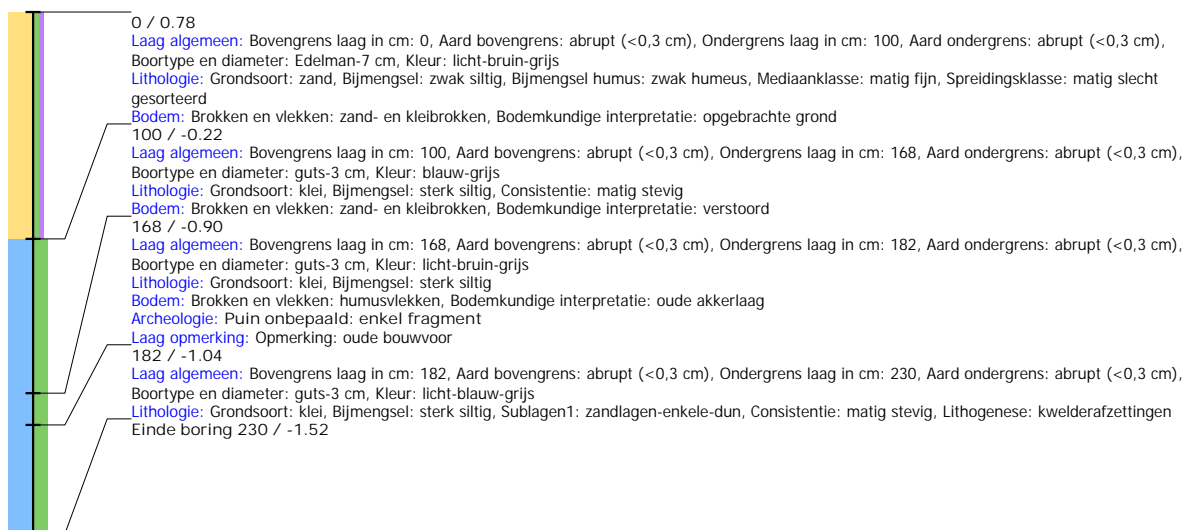 0 / 0.78
Laag algemeen: Bovengrens laag in cm: 0, Aard bovengrens: abrupt (<0,3 cm), Ondergrens laag in cm: 100, Aard ondergrens: abrupt (<0,3 cm),
Boortype en diameter: Edelman-7 cm, Kleur: licht-bruin-grijs
Lithologie: Grondsoort: zand, Bijmengsel: zwak siltig, Bijmengsel humus: zwak humeus, Mediaanklasse: matig fijn, Spreidingsklasse: matig slecht
gesorteerd
Bodem: Brokken en vlekken: zand- en kleibrokken, Bodemkundige interpretatie: opgebrachte grond
100 / -0.22
Laag algemeen: Bovengrens laag in cm: 100, Aard bovengrens: abrupt (<0,3 cm), Ondergrens laag in cm: 168, Aard ondergrens: abrupt (<0,3 cm),
Boortype en diameter: guts-3 cm, Kleur: blauw-grijs
Lithologie: Grondsoort: klei, Bijmengsel: sterk siltig, Consistentie: matig stevig
Bodem: Brokken en vlekken: zand- en kleibrokken, Bodemkundige interpretatie: verstoord
168 / -0.90
Laag algemeen: Bovengrens laag in cm: 168, Aard bovengrens: abrupt (<0,3 cm), Ondergrens laag in cm: 182, Aard ondergrens: abrupt (<0,3 cm),
Boortype en diameter: guts-3 cm, Kleur: licht-bruin-grijs
Lithologie: Grondsoort: klei, Bijmengsel: sterk siltig
Bodem: Brokken en vlekken: humusvlekken, Bodemkundige interpretatie: oude akkerlaag
Archeologie: Puin onbepaald: enkel fragment
Laag opmerking: Opmerking: oude bouwvoor
182 / -1.04
Laag algemeen: Bovengrens laag in cm: 182, Aard bovengrens: abrupt (<0,3 cm), Ondergrens laag in cm: 230, Aard ondergrens: abrupt (<0,3 cm),
Boortype en diameter: guts-3 cm, Kleur: licht-blauw-grijs
Lithologie: Grondsoort: klei, Bijmengsel: sterk siltig, Sublagen1: zandlagen-enkele-dun, Consistentie: matig stevig, Lithogenese: kwelderafzettingen
Einde boring 230 / -1.52